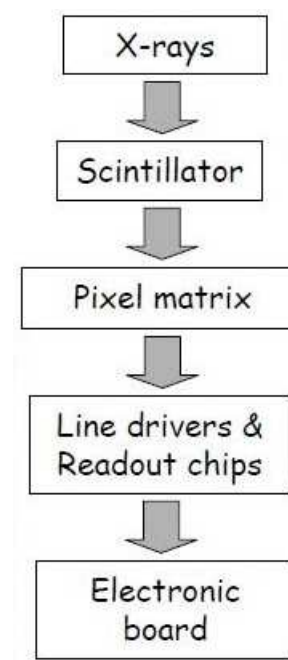 X-rays
Scintillator
Pixel matrix
Line drivers &
Readout chips
Electronic
board